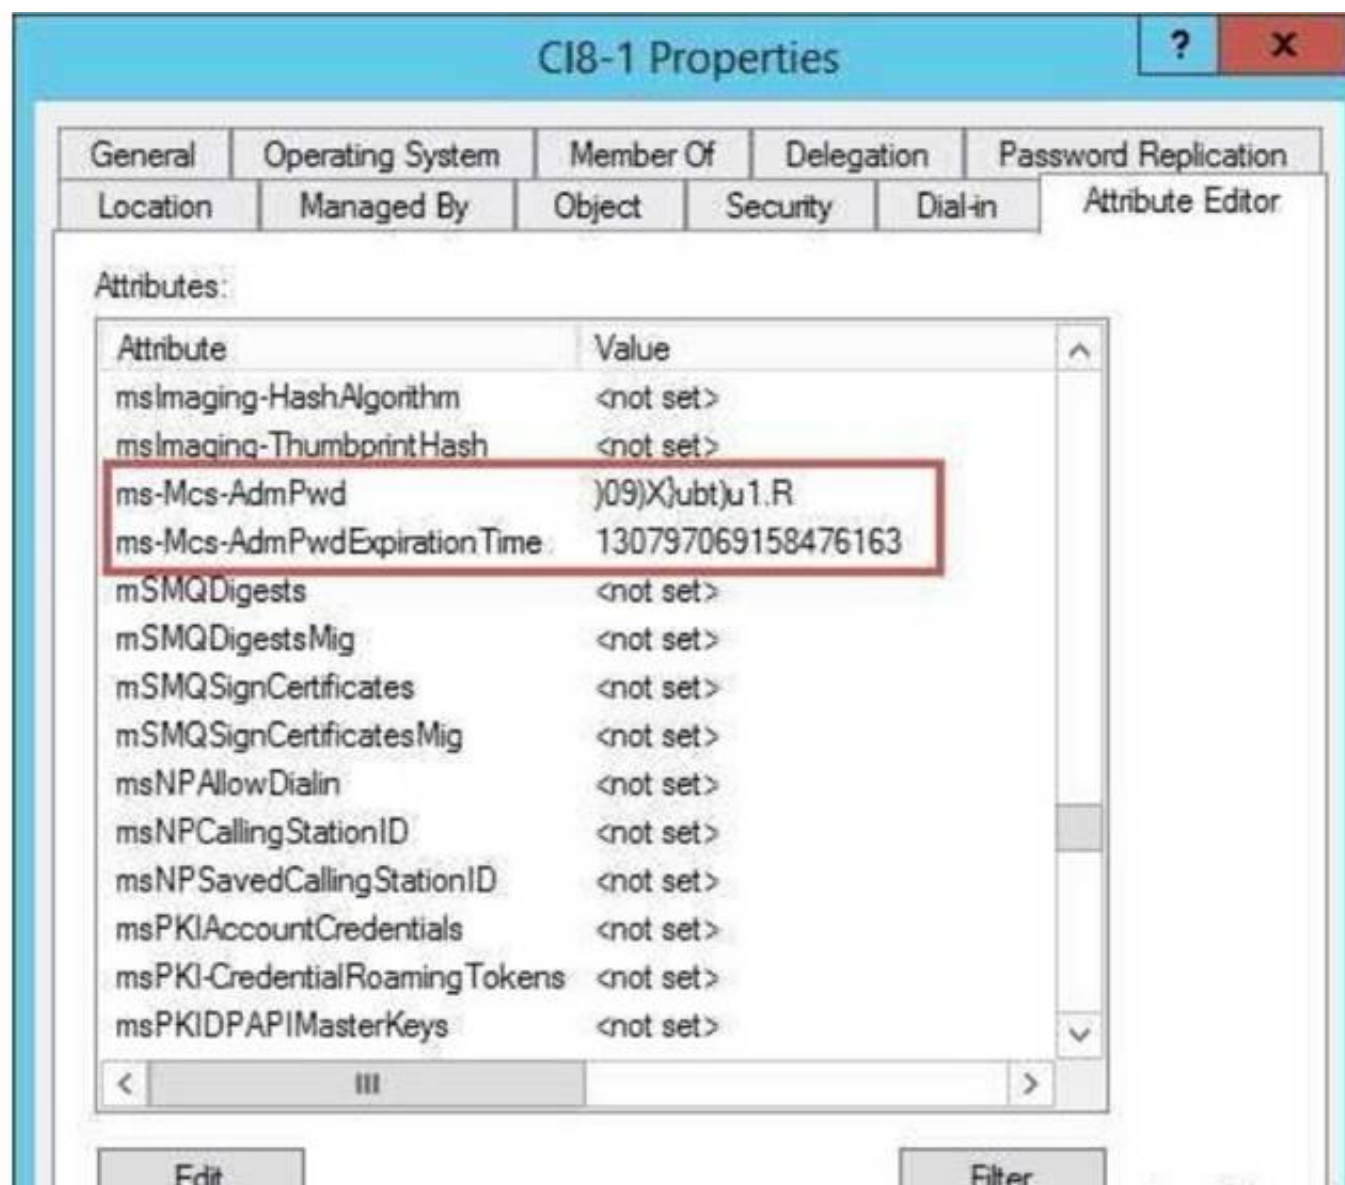 CI8-1 Properties
?
x
General Operating System Member Of Delegation Password Replication
Location Managed By Object Security Dial-in Attribute Editor
Attributes:
Attribute Value
msImaging-HashAlgorithm <not set>
msImaging-ThumbprintHash <not set>
ms-Mcs-AdmPwd )09)X}ubt)u1.R
ms-Mcs-AdmPwdExpirationTime 130797069158476163
mSMQDigests <not set>
mSMQDigestsMig <not set>
mSMQSignCertificates <not set>
mSMQSignCertificatesMig <not set>
msNPAllowDialin <not set>
msNPCallingStationID <not set>
msNPSavedCallingStationID <not set>
msPKIAccountCredentials <not set>
msPKI-CredentialRoamingTokens <not set>
msPKIDPAPIMasterKeys <not set>
Edit Filter